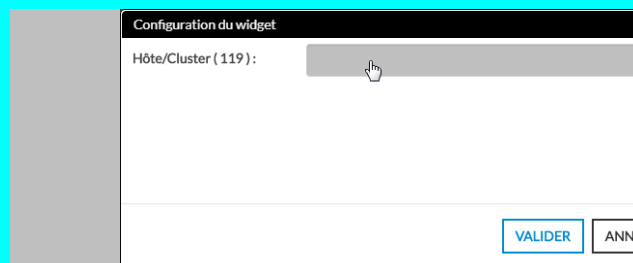 Configuration du widget
Hôte/Cluster ( 119 ) :
VALIDER
ANN